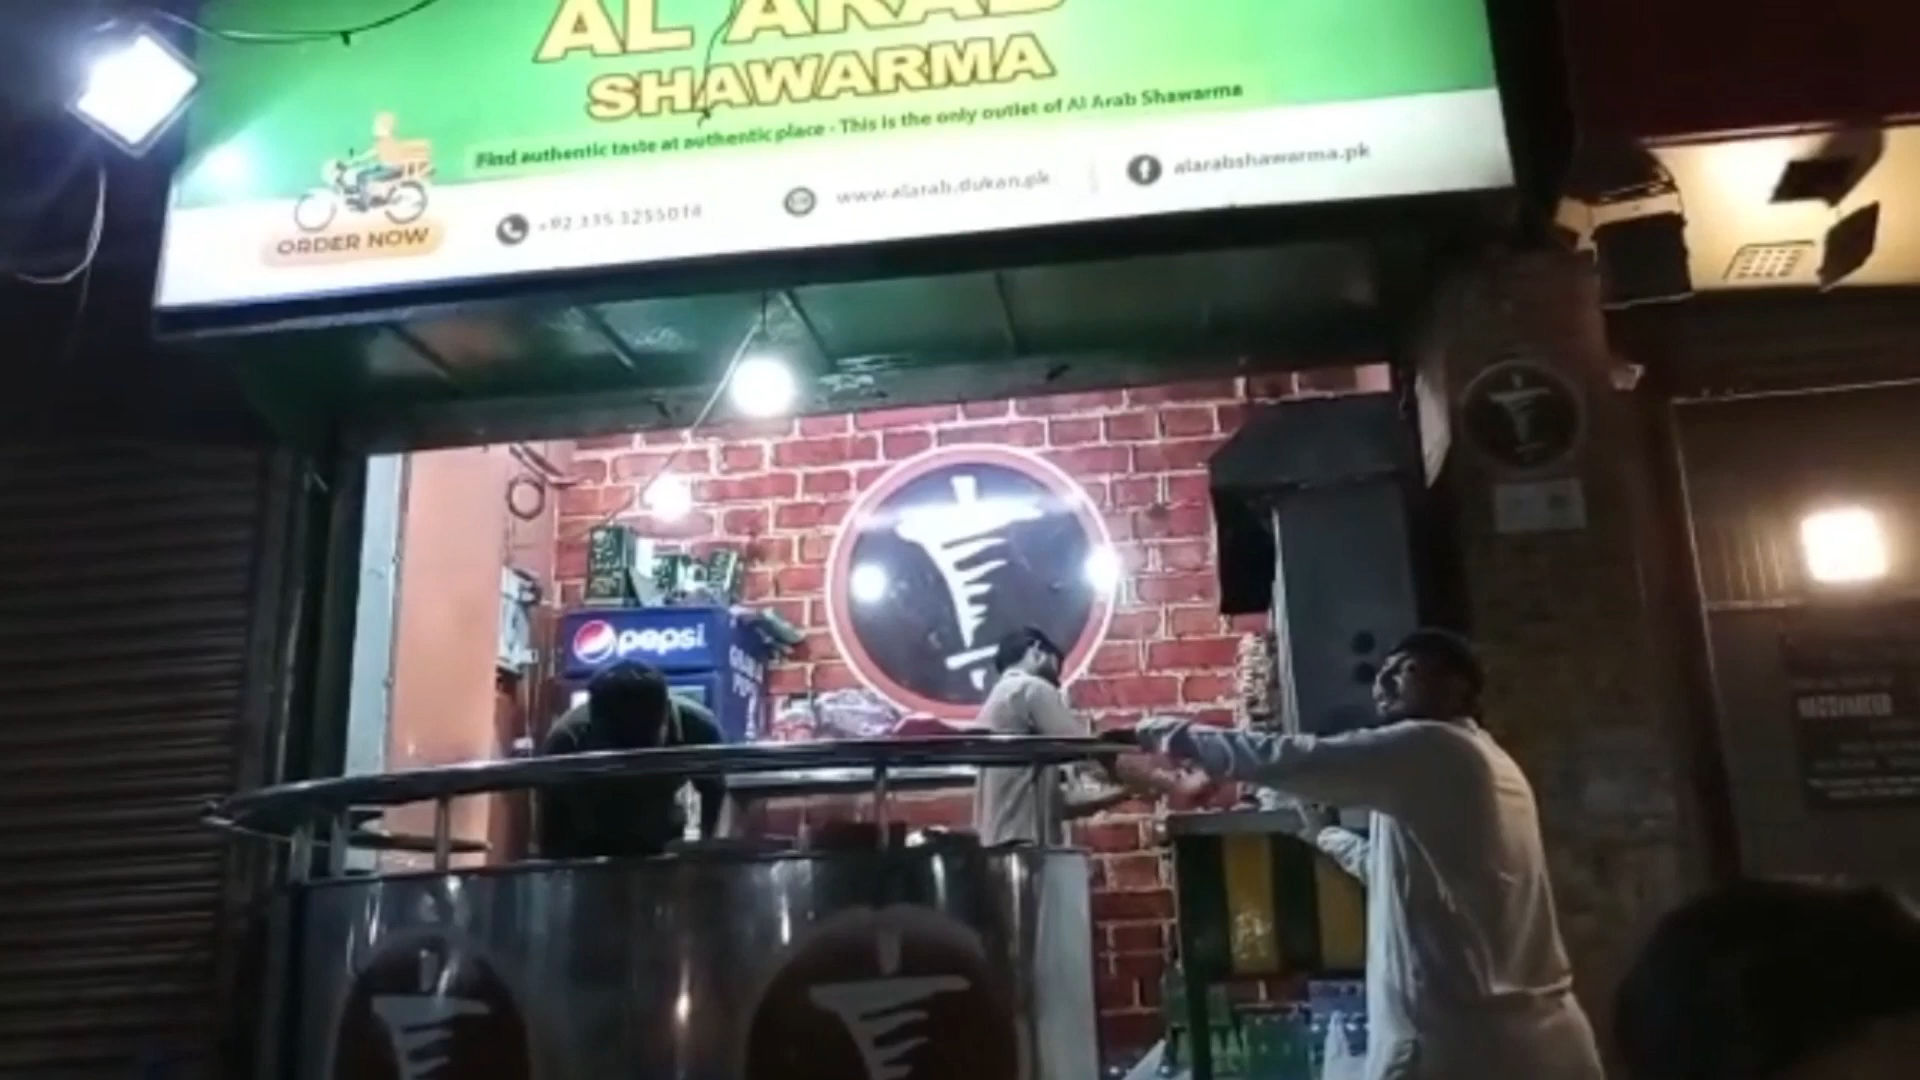 AL ARAB
SHAWARMA
Find authentic taste at authentic place - This is the only outlet of Al Arab Shawarma
ORDER NOW
www.alarab.dukan.pk
alarabshawarma.pk
pepsi